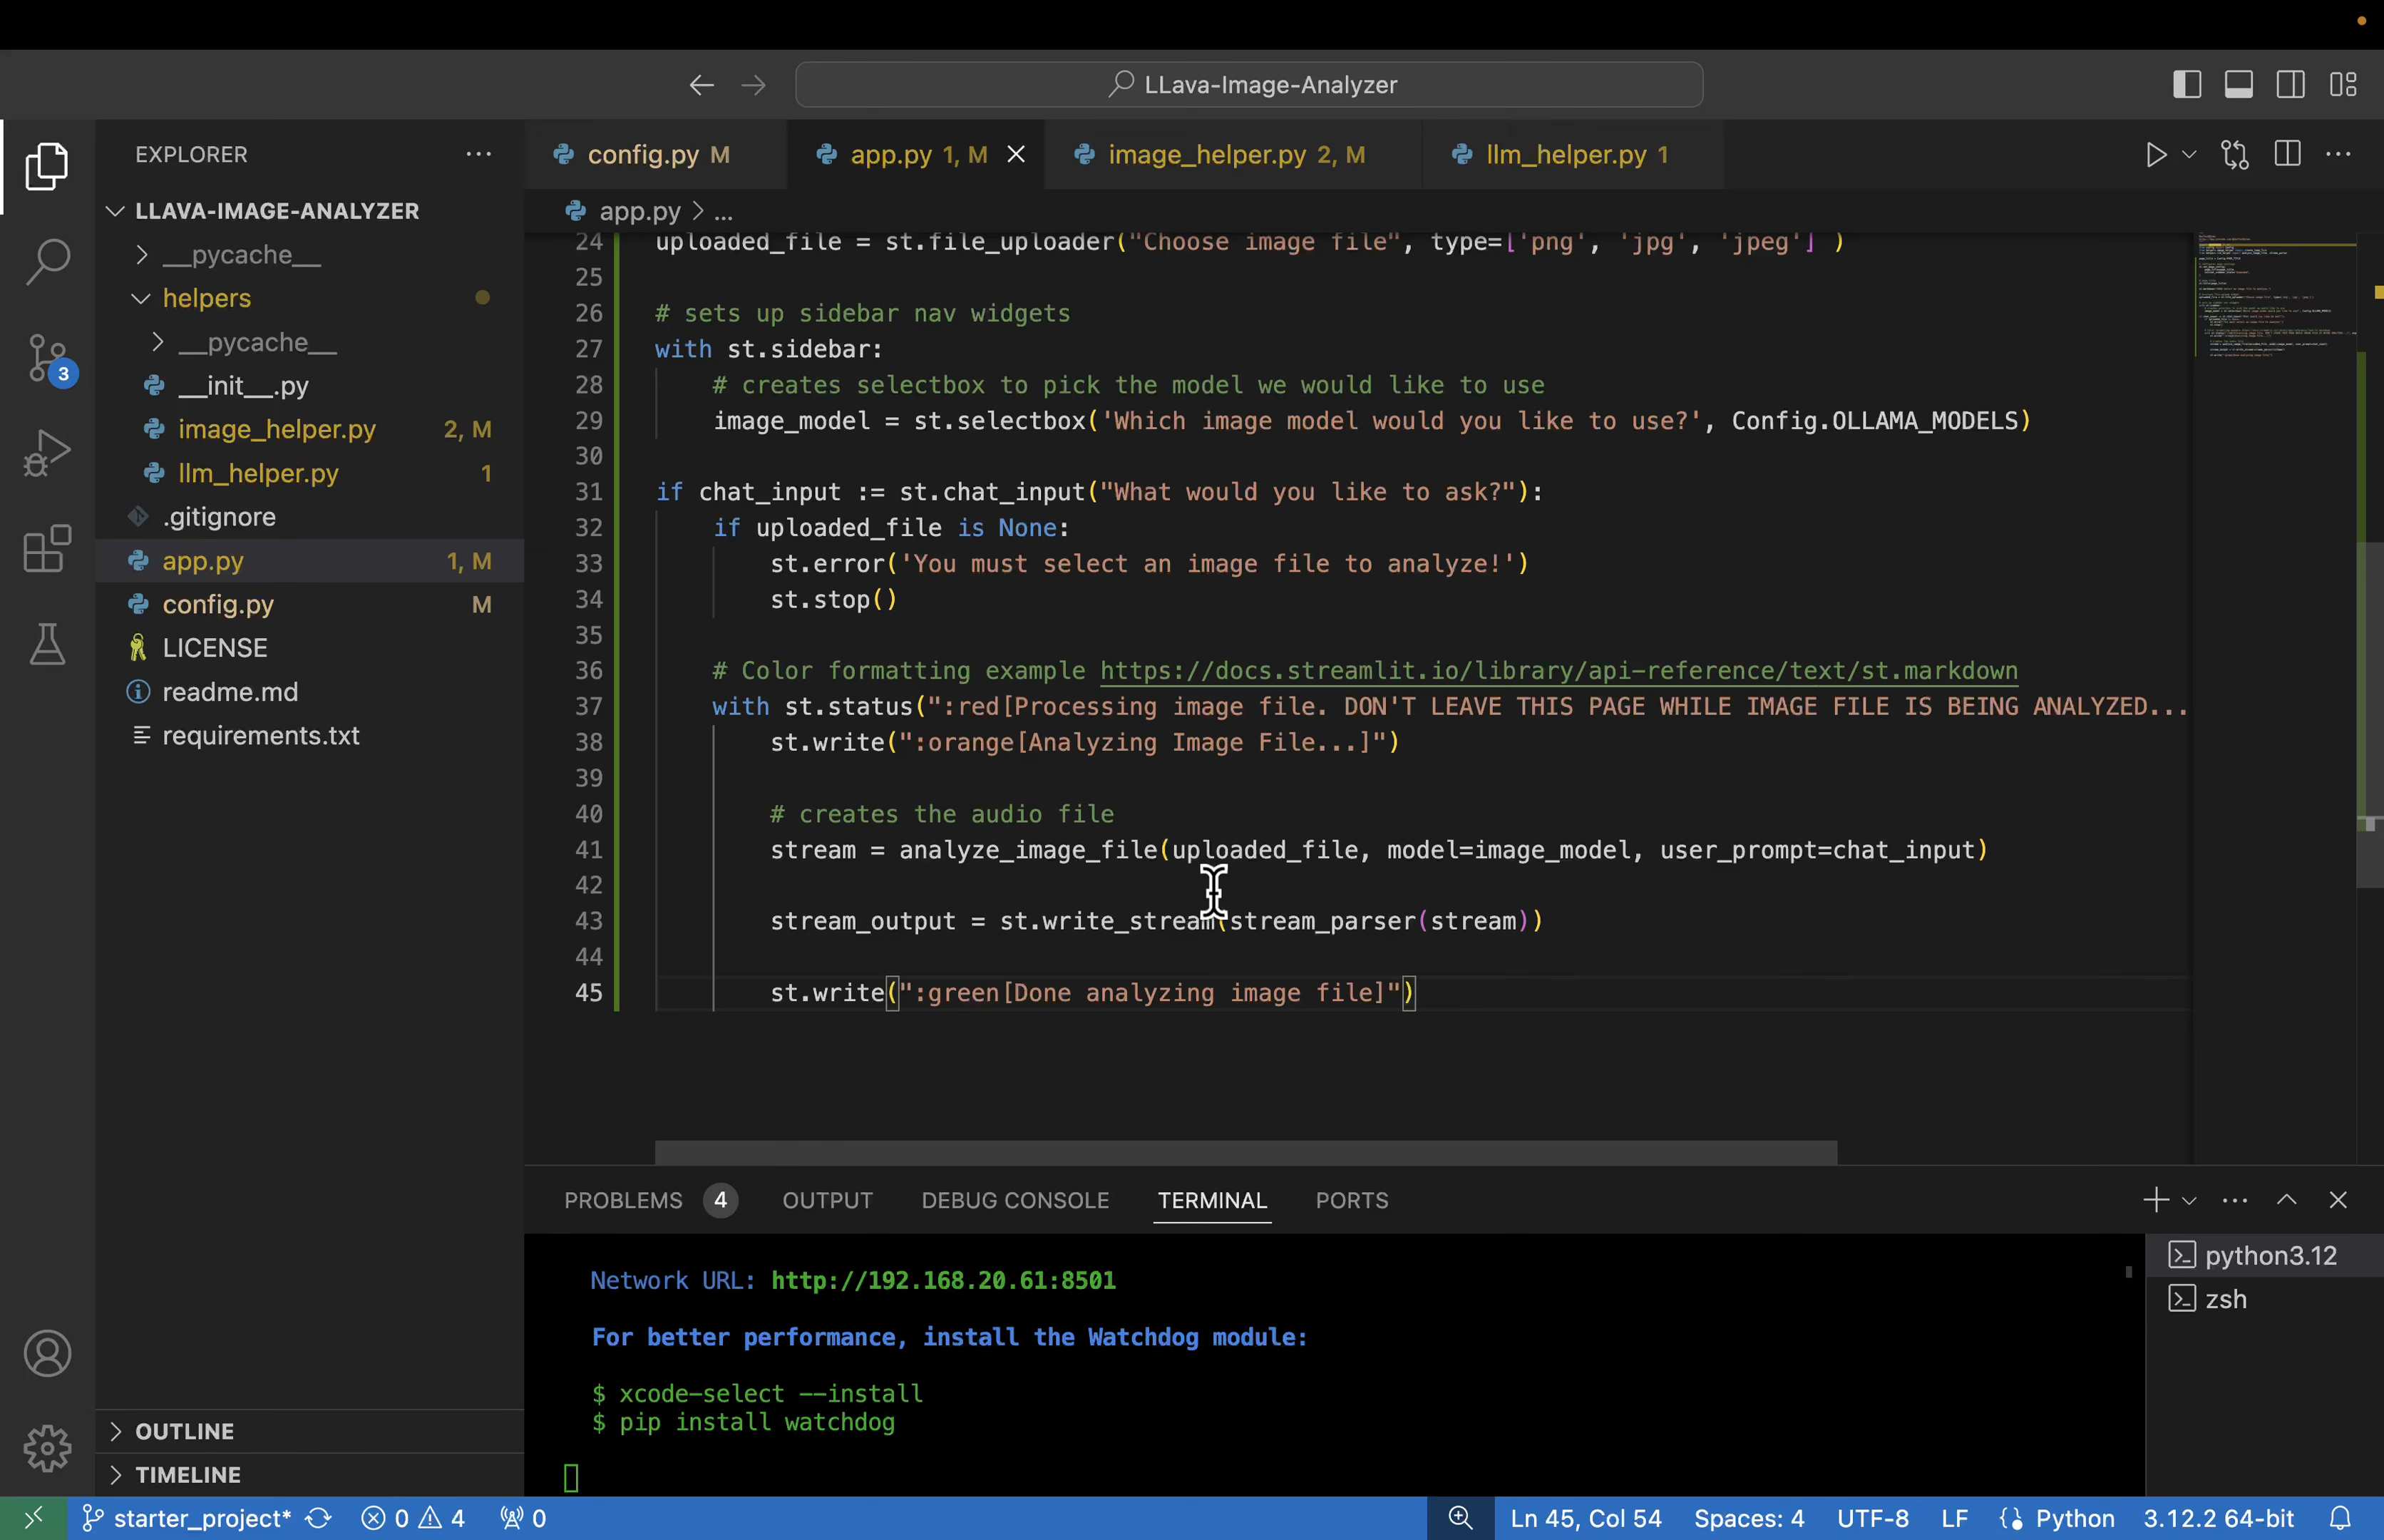 LLava-Image-Analyzer
EXPLORER
config.py M
app.py 1, M
image_helper.py 2, M
llm_helper.py 1
LLAVA-IMAGE-ANALYZER
__pycache__
helpers
__pycache__
__init__.py
image_helper.py 2, M
llm_helper.py 1
.gitignore
app.py 1, M
config.py M
LICENSE
readme.md
requirements.txt
OUTLINE
TIMELINE
3
app.py > ...
24 uploaded_file = st.file_uploader("Choose image file", type=['png', 'jpg', 'jpeg'] )
25
26 # sets up sidebar nav widgets
27 with st.sidebar:
28 # creates selectbox to pick the model we would like to use
29 image_model = st.selectbox('Which image model would you like to use?', Config.OLLAMA_MODELS)
30
31 if chat_input := st.chat_input("What would you like to ask?"):
32 if uploaded_file is None:
33 st.error('You must select an image file to analyze!')
34 st.stop()
35
36 # Color formatting example https://docs.streamlit.io/library/api-reference/text/st.markdown
37 with st.status(":red[Processing image file. DON'T LEAVE THIS PAGE WHILE IMAGE FILE IS BEING ANALYZED...
38 st.write(":orange[Analyzing Image File...]")
39
40 # creates the audio file
41 stream = analyze_image_file(uploaded_file, model=image_model, user_prompt=chat_input)
42
43 stream_output = st.write_stream(stream_parser(stream))
44
45 st.write(":green[Done analyzing image file]")
PROBLEMS 4 OUTPUT DEBUG CONSOLE TERMINAL PORTS
Network URL: http://192.168.20.61:8501
For better performance, install the Watchdog module:
$ xcode-select --install
$ pip install watchdog
python3.12
zsh
starter_project* 0 4 0 Ln 45, Col 54 Spaces: 4 UTF-8 LF Python 3.12.2 64-bit